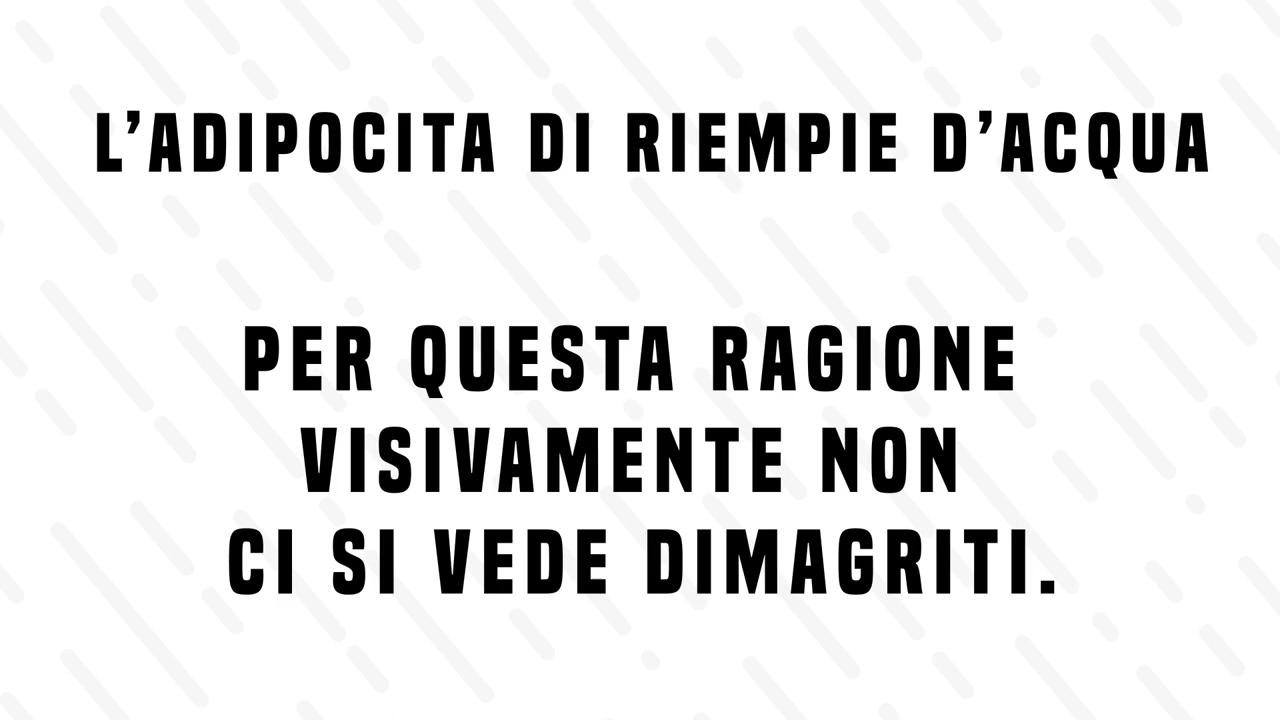 L’ADIPOCITA DI RIEMPIE D’ACQUA
PER QUESTA RAGIONE
VISIVAMENTE NON
CI SI VEDE DIMAGRITI.